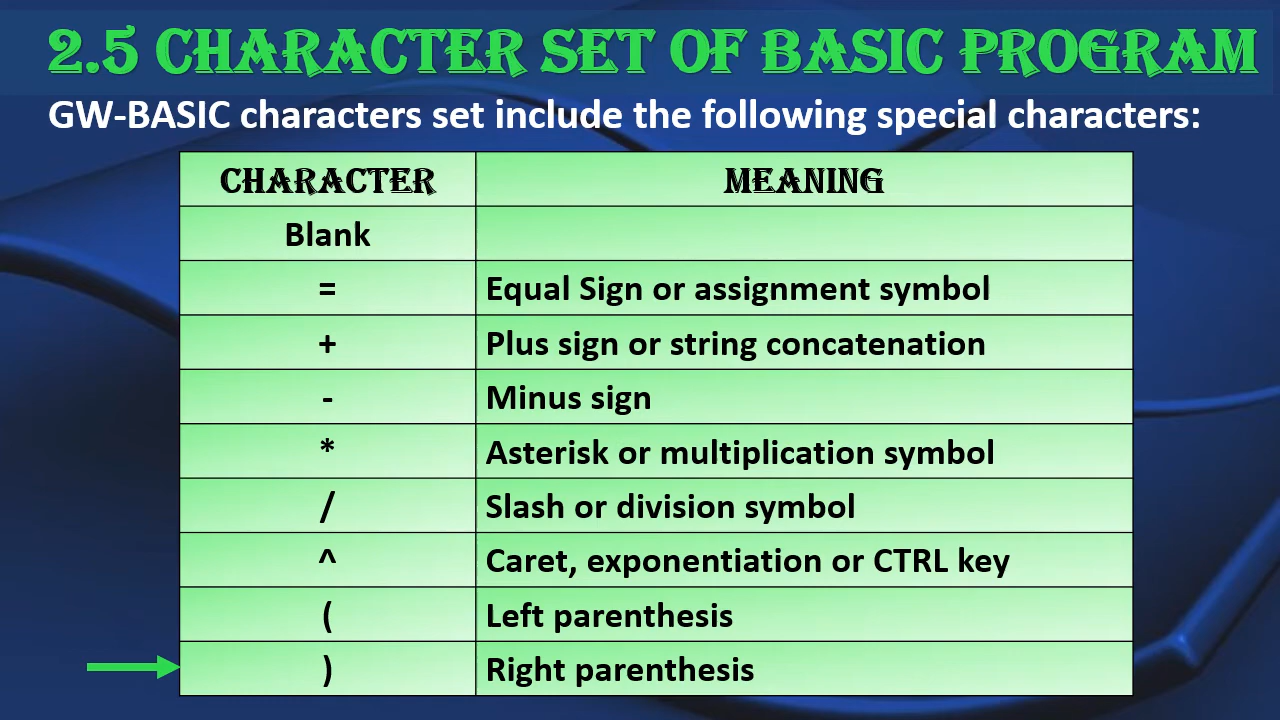 2.5 CHARACTER SET OF BASIC PROGRAM
GW-BASIC characters set include the following special characters:
CHARACTER MEANING
Blank
= Equal Sign or assignment symbol
+ Plus sign or string concatenation
- Minus sign
* Asterisk or multiplication symbol
/ Slash or division symbol
^ Caret, exponentiation or CTRL key
( Left parenthesis
) Right parenthesis